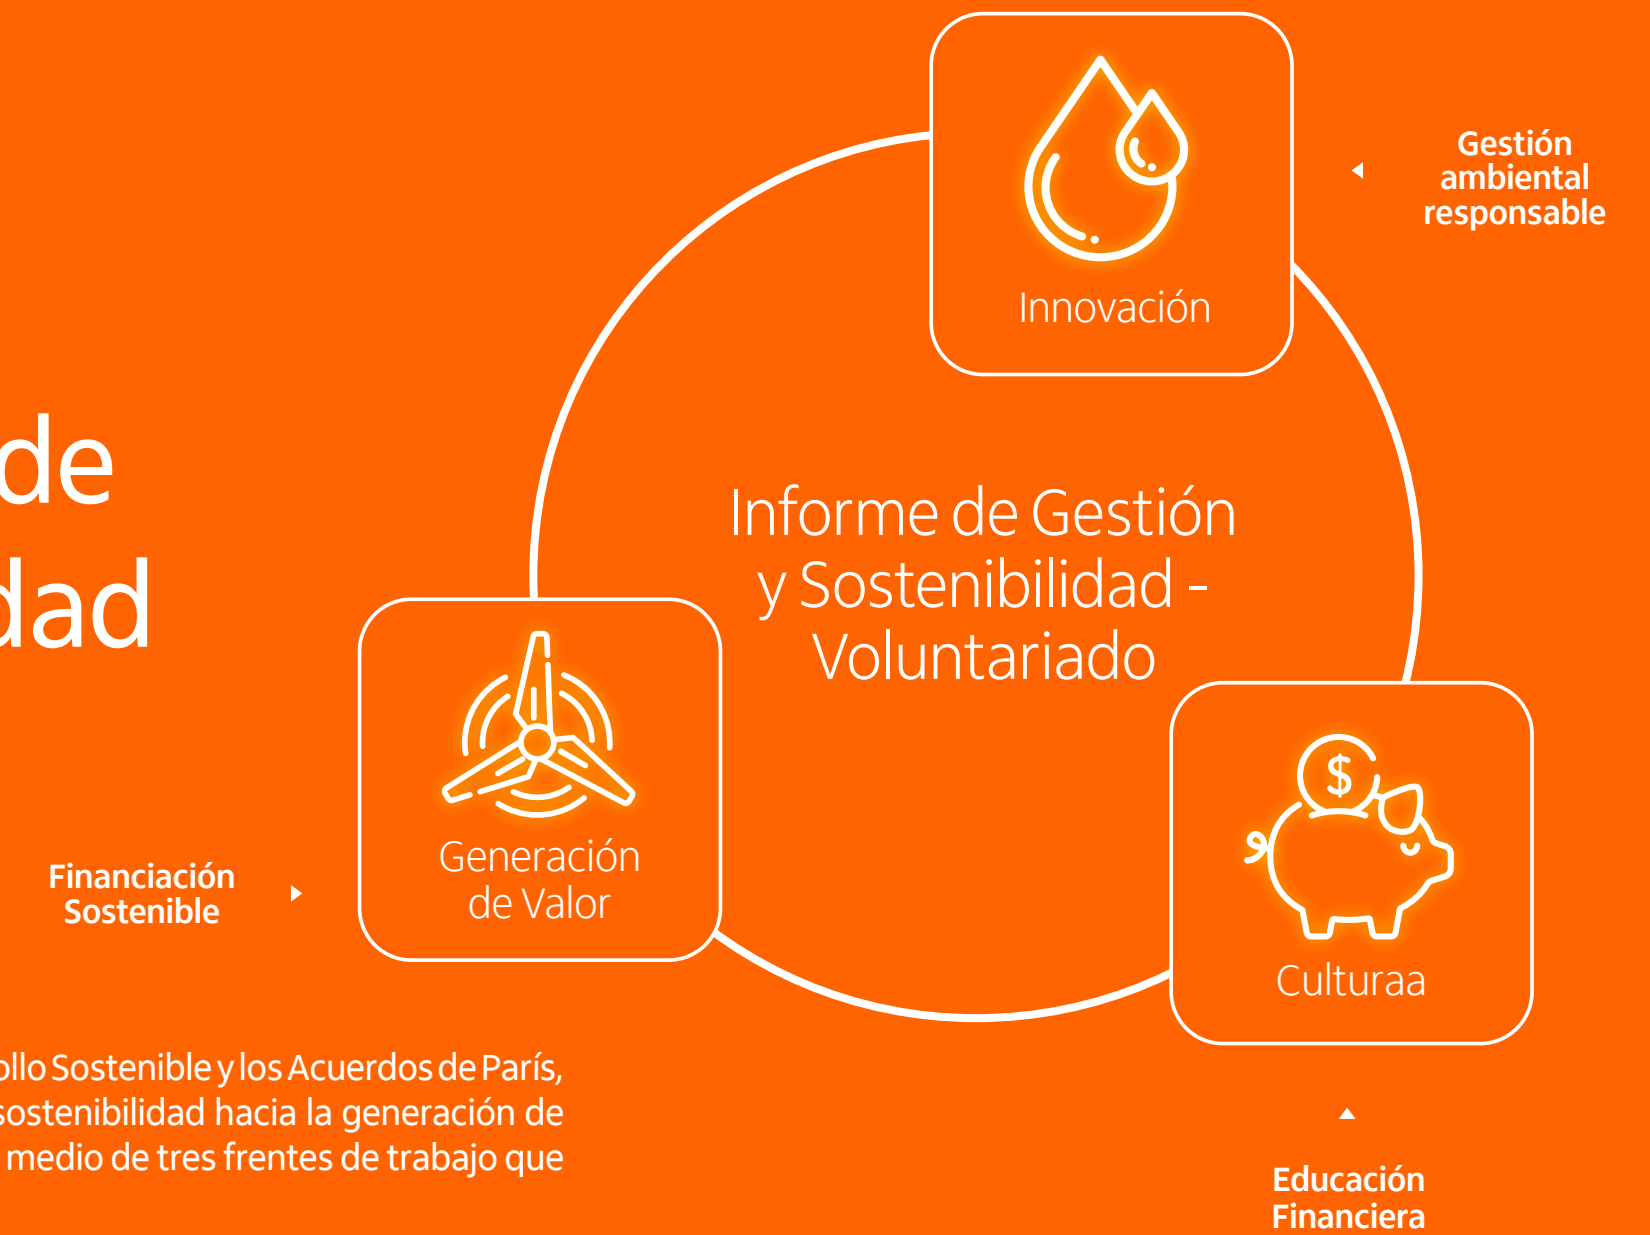 Gestión
ambiental
responsable
Innovación
de
dad
Informe de Gestión
y Sostenibilidad -
Voluntariado
$
Generación
de Valor
Financiación
Sostenible
Culturaa
ollo Sostenible y los Acuerdos de París,
sostenibilidad hacia la generación de
medio de tres frentes de trabajo que
Educación
Financiera